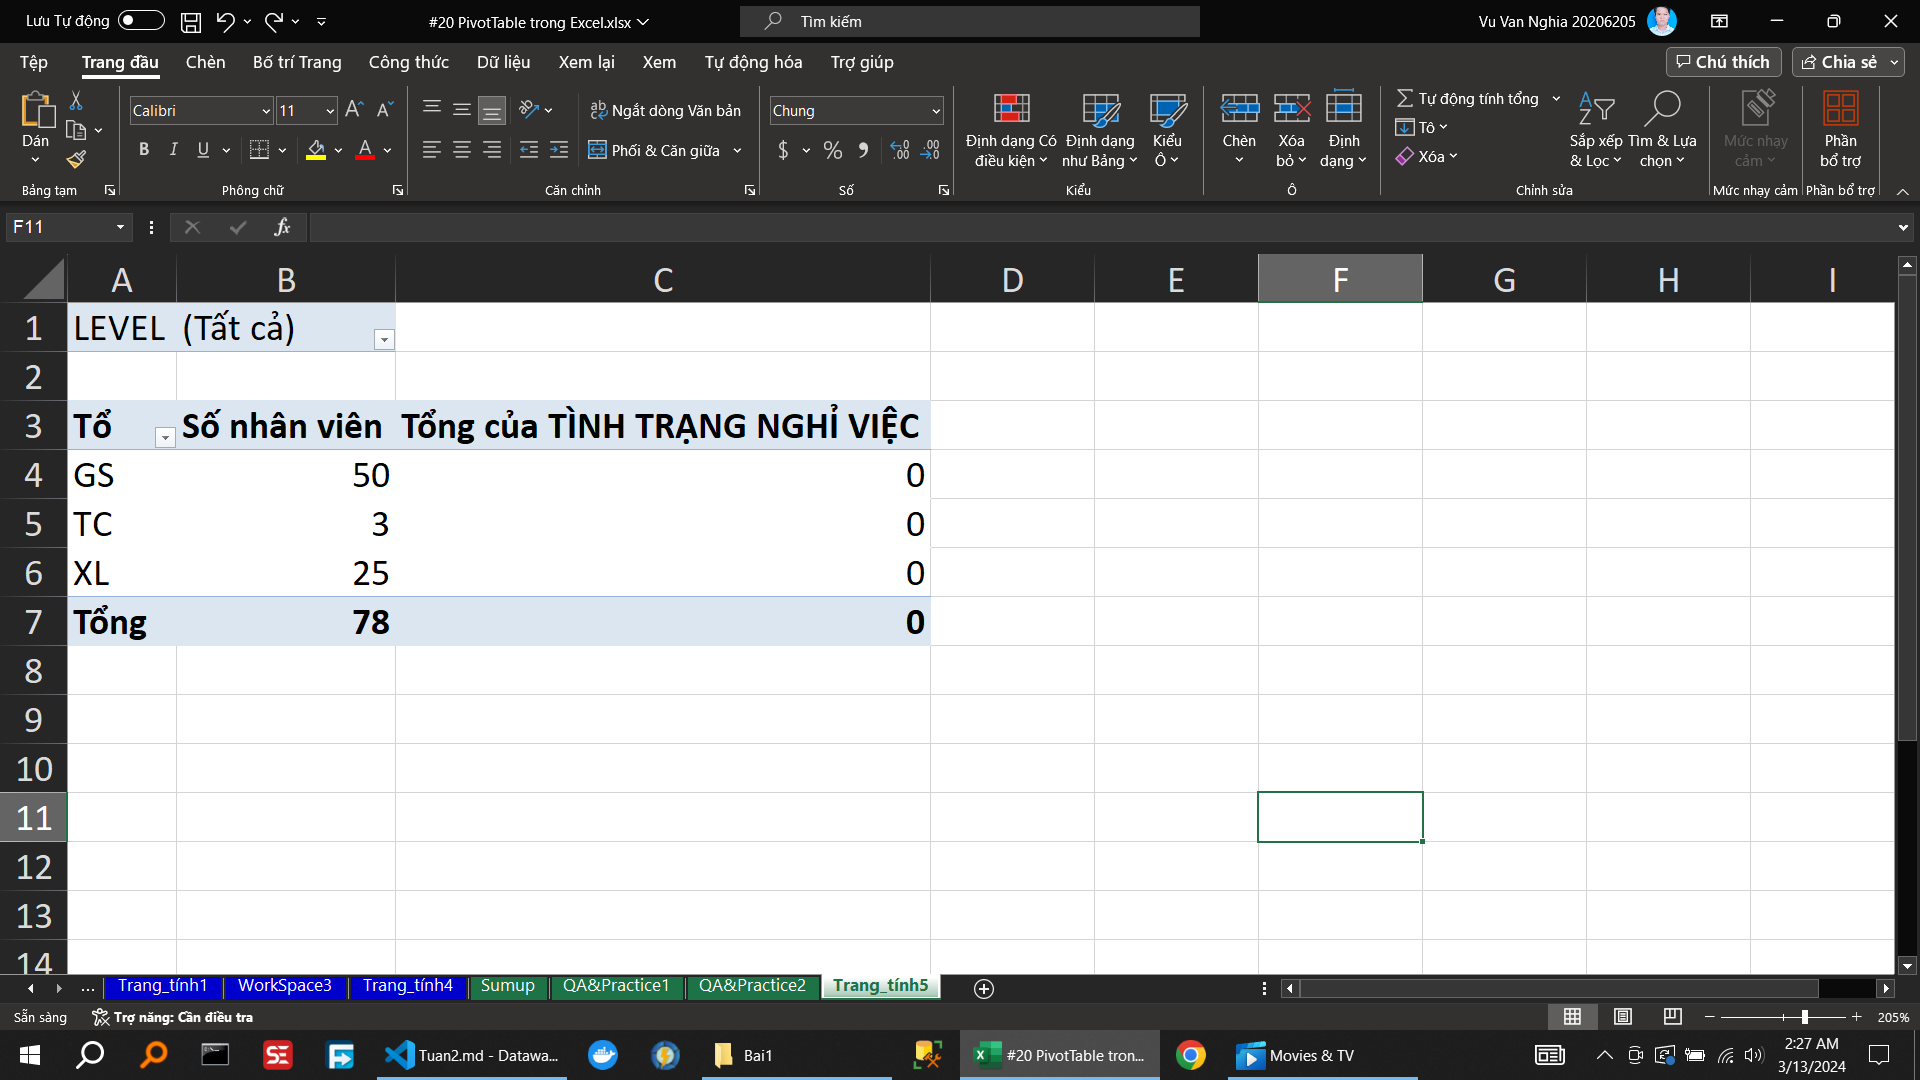 Lưu Tự động
#20 PivotTable trong Excel.xlsx
Tìm kiếm
Vu Van Nghia 20206205
Tệp Trang đầu Chèn Bố trí Trang Công thức Dữ liệu Xem lại Xem Tự động hóa Trợ giúp
Chú thích Chia sẻ
Dán
Bảng tạm
Calibri 11
B I U
Phông chữ
ab Ngắt dòng Văn bản
Phối & Căn giữa
Căn chỉnh
Chung
$ % 9
Số
Định dạng Có điều kiện
Định dạng như Bảng
Kiểu Ô
Kiểu
Chèn
Xóa bỏ
Định dạng
Ô
Tự động tính tổng
Tô
Xóa
Sắp xếp & Lọc
Tìm & Lựa chọn
Chỉnh sửa
Mức nhạy cảm
Mức nhạy cảm
Phần bổ trợ
Phần bổ trợ
F11 fx
A B C D E F G H I
1 LEVEL (Tất cả)
2
3 Tổ Số nhân viên Tổng của TÌNH TRẠNG NGHỈ VIỆC
4 GS 50 0
5 TC 3 0
6 XL 25 0
7 Tổng 78 0
8
9
10
11
12
13
14
... Trang_tính1 WorkSpace3 Trang_tính4 Sumup QA&Practice1 QA&Practice2 Trang_tính5
Sẵn sàng Trợ năng: Cần điều tra 205%
SE Tuan2.md - Datawa... Bai1 #20 PivotTable tron... Movies & TV
2:27 AM
3/13/2024